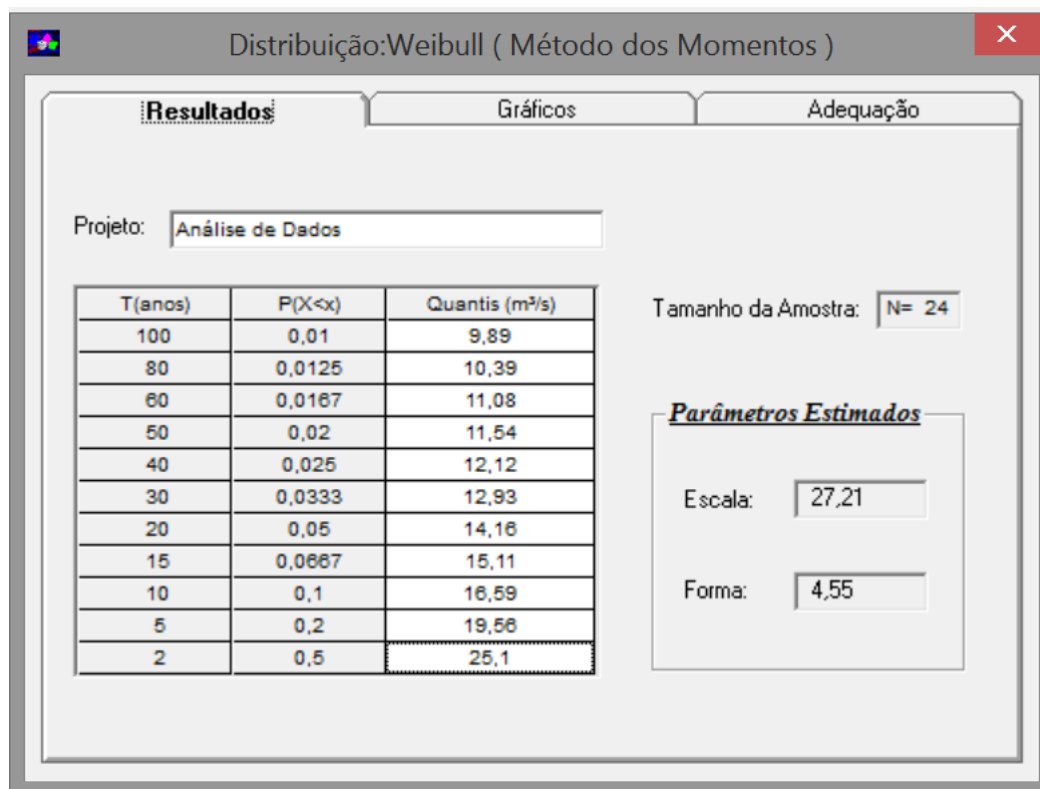 Distribuição:Weibull ( Método dos Momentos )
Resultados Gráficos Adequação
Projeto: Análise de Dados
T(anos) P(X<x) Quantis (m³/s)
100 0,01 9,89
80 0,0125 10,39
60 0,0167 11,08
50 0,02 11,54
40 0,025 12,12
30 0,0333 12,93
20 0,05 14,16
15 0,0667 15,11
10 0,1 16,59
5 0,2 19,56
2 0,5 25,1
Tamanho da Amostra: N= 24
Parâmetros Estimados
Escala: 27,21
Forma: 4,55